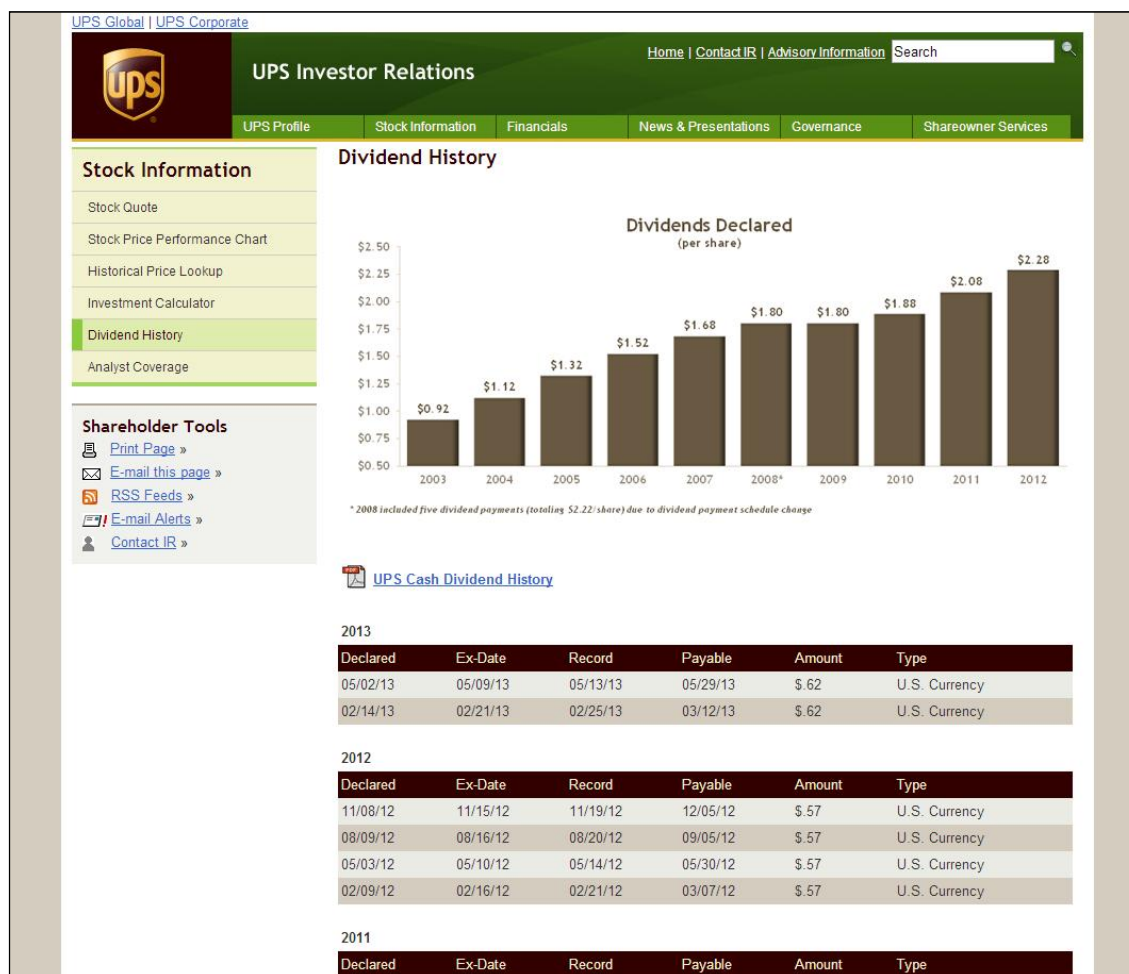 UPS Global | UPS Corporate
ups
UPS Investor Relations
Home | Contact IR | Advisory Information Search
UPS Profile Stock Information Financials News & Presentations Governance Shareowner Services
Stock Information
Stock Quote
Stock Price Performance Chart
Historical Price Lookup
Investment Calculator
Dividend History
Analyst Coverage
Shareholder Tools
Print Page »
E-mail this page »
RSS Feeds »
E-mail Alerts »
Contact IR »
Dividend History
Dividends Declared
(per share)
$2.50
$2.25
$2.00
$1.75
$1.50
$1.25
$1.00
$0.75
$0.50
$0.92 $1.12 $1.32 $1.52 $1.68 $1.80 $1.80 $1.88 $2.08 $2.28
2003 2004 2005 2006 2007 2008* 2009 2010 2011 2012
* 2008 included five dividend payments (totaling $2.22/share) due to dividend payment schedule change
PDF
UPS Cash Dividend History
2013
Declared Ex-Date Record Payable Amount Type
05/02/13 05/09/13 05/13/13 05/29/13 $.62 U.S. Currency
02/14/13 02/21/13 02/25/13 03/12/13 $.62 U.S. Currency
2012
Declared Ex-Date Record Payable Amount Type
11/08/12 11/15/12 11/19/12 12/05/12 $.57 U.S. Currency
08/09/12 08/16/12 08/20/12 09/05/12 $.57 U.S. Currency
05/03/12 05/10/12 05/14/12 05/30/12 $.57 U.S. Currency
02/09/12 02/16/12 02/21/12 03/07/12 $.57 U.S. Currency
2011
Declared Ex-Date Record Payable Amount Type